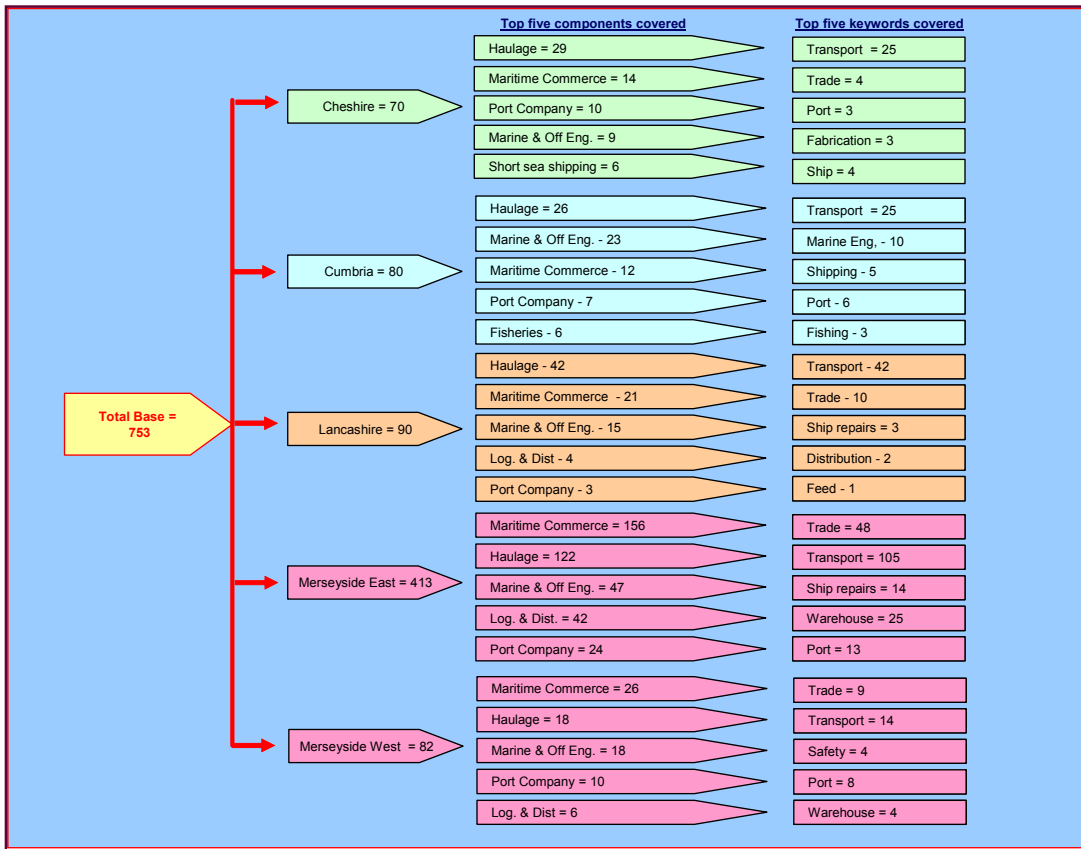 Top five components covered
Top five keywords covered
Haulage = 29
Transport = 25
Maritime Commerce = 14
Trade = 4
Cheshire = 70
Port Company = 10
Port = 3
Marine & Off Eng. = 9
Fabrication = 3
Short sea shipping = 6
Ship = 4
Haulage = 26
Transport = 25
Marine & Off Eng. - 23
Marine Eng, - 10
Cumbria = 80
Maritime Commerce - 12
Shipping - 5
Port Company - 7
Port - 6
Fisheries - 6
Fishing - 3
Haulage - 42
Transport - 42
Maritime Commerce - 21
Trade - 10
Total Base =
753
Lancashire = 90
Marine & Off Eng. - 15
Ship repairs = 3
Log. & Dist - 4
Distribution - 2
Port Company - 3
Feed - 1
Maritime Commerce = 156
Trade = 48
Haulage = 122
Transport = 105
Merseyside East = 413
Marine & Off Eng. = 47
Ship repairs = 14
Log. & Dist. = 42
Warehouse = 25
Port Company = 24
Port = 13
Maritime Commerce = 26
Trade = 9
Haulage = 18
Transport = 14
Merseyside West = 82
Marine & Off Eng. = 18
Safety = 4
Port Company = 10
Port = 8
Log. & Dist = 6
Warehouse = 4